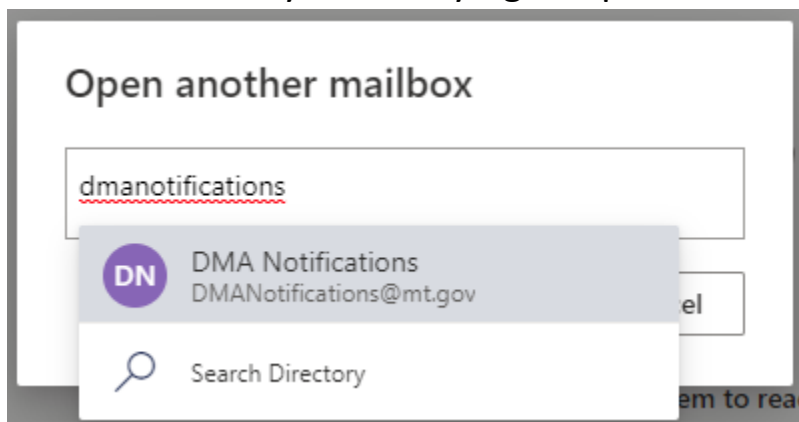 Open another mailbox
dmanotifications
DN
DMA Notifications
DMANotifications@mt.gov
el
Search Directory
em to rea